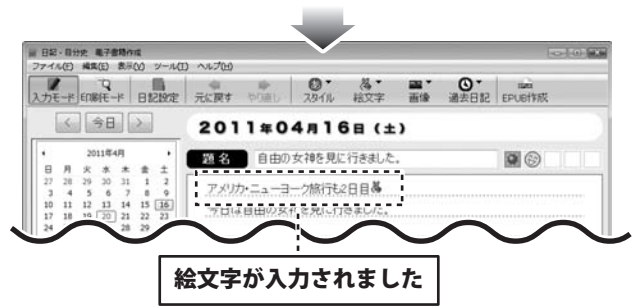 日記・自分史 電子書籍作成
ファイル(F) 編集(E) 表示(V) ツール(T) ヘルプ(H)
入力モード 印刷モード 日記設定 元に戻す やり直し スタイル 絵文字 画像 過去日記 EPUB作成
< 今日 >
2011年04月16日 (土)
2011年4月
題名 自由の女神を見に行きました。
日 月 火 水 木 金 土
27 28 29 30 31 1 2
3 4 5 6 7 8 9
10 11 12 13 14 15 16
17 18 19 20 21 22 23
24 28 29
アメリカ・ニューヨーク旅行も2日目
今日は自由の女神を見に行きました。
絵文字が入力されました